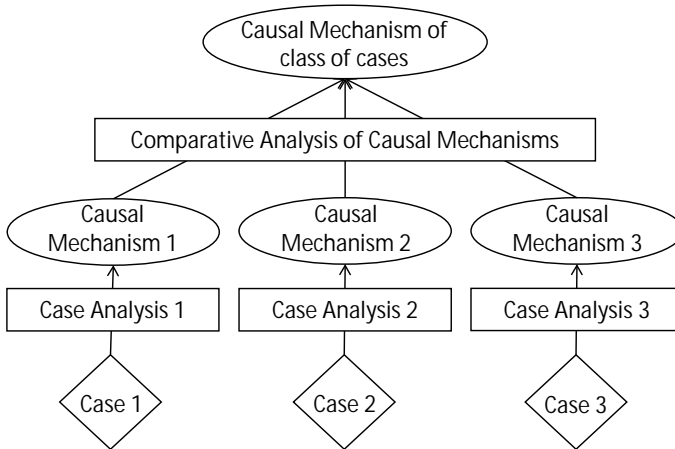 Causal Mechanism of
class of cases
Comparative Analysis of Causal Mechanisms
Causal
Mechanism 1
Causal
Mechanism 2
Causal
Mechanism 3
Case Analysis 1
Case Analysis 2
Case Analysis 3
Case 1
Case 2
Case 3